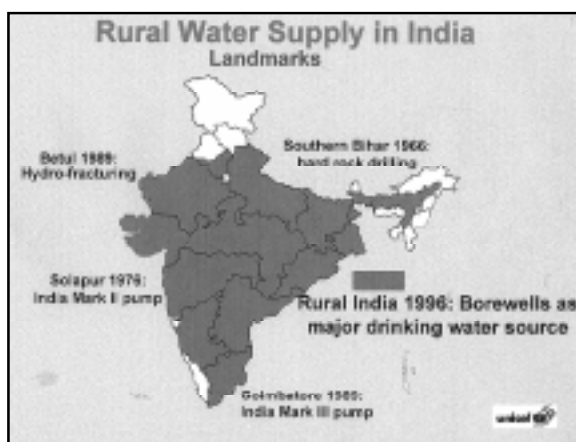 Rural Water Supply in India
Landmarks
Betul 1989:
Hydro-fracturing
Southern Bihar 1966:
hard rock drilling
Solapur 1976:
India Mark II pump
Rural India 1996: Borewells as
major drinking water source
Coimbatore 1989:
India Mark III pump
unicef